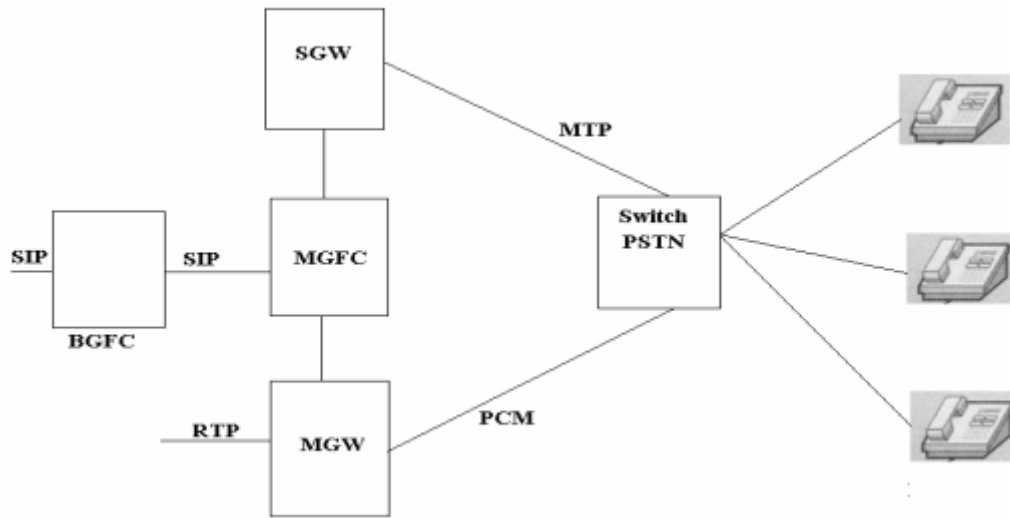 SGW
MTP
Switch
PSTN
SIP
SIP
MGFC
BGFC
RTP
MGW
PCM